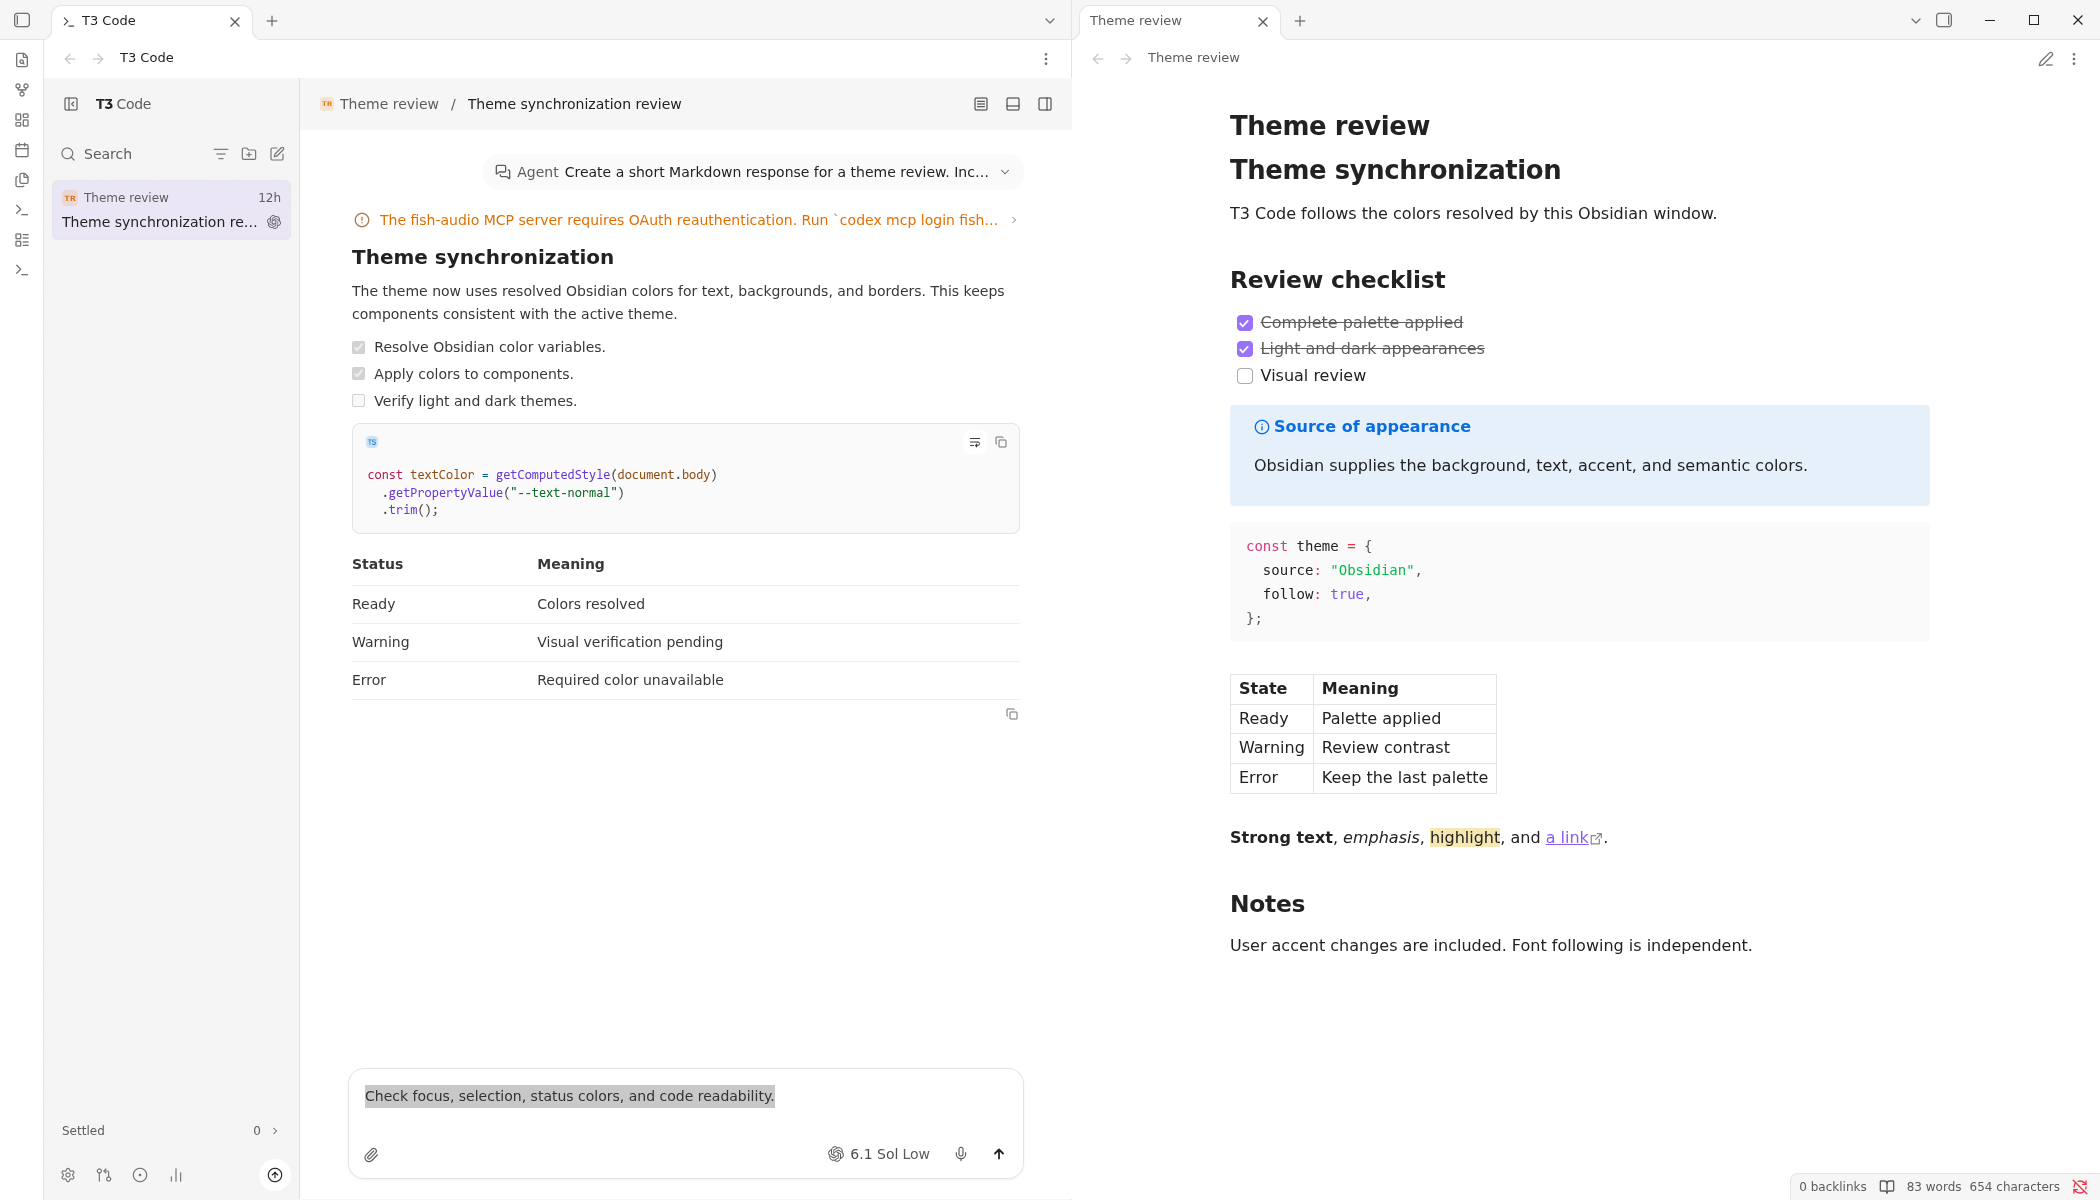 T3 Code
Theme review
T3 Code
Theme review
T3 Code
Theme review / Theme synchronization review
Search
TR Theme review 12h
Theme synchronization re...
Agent Create a short Markdown response for a theme review. Inc...
The fish-audio MCP server requires OAuth reauthentication. Run `codex mcp login fish...
Theme synchronization
The theme now uses resolved Obsidian colors for text, backgrounds, and borders. This keeps
components consistent with the active theme.
Resolve Obsidian color variables.
Apply colors to components.
Verify light and dark themes.
TS
const textColor = getComputedStyle(document.body)
  .getPropertyValue("--text-normal")
  .trim();
Status Meaning
Ready Colors resolved
Warning Visual verification pending
Error Required color unavailable
Check focus, selection, status colors, and code readability.
6.1 Sol Low
Settled 0
Theme review
Theme synchronization
T3 Code follows the colors resolved by this Obsidian window.
Review checklist
Complete palette applied
Light and dark appearances
Visual review
Source of appearance
Obsidian supplies the background, text, accent, and semantic colors.
const theme = {
  source: "Obsidian",
  follow: true,
};
State Meaning
Ready Palette applied
Warning Review contrast
Error Keep the last palette
Strong text, emphasis, highlight, and a link.
Notes
User accent changes are included. Font following is independent.
0 backlinks 83 words 654 characters